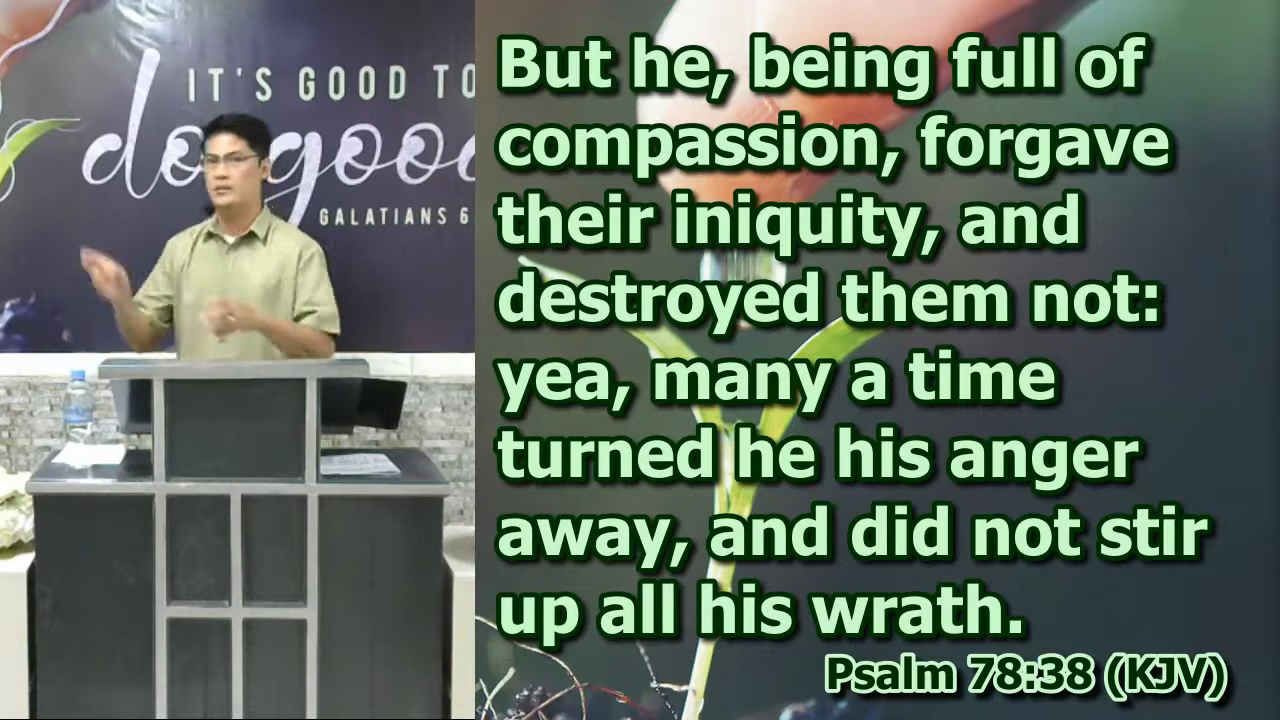 IT'S GOOD TO
do good
GALATIANS 6
But he, being full of
compassion, forgave
their iniquity, and
destroyed them not:
yea, many a time
turned he his anger
away, and did not stir
up all his wrath.
Psalm 78:38 (KJV)